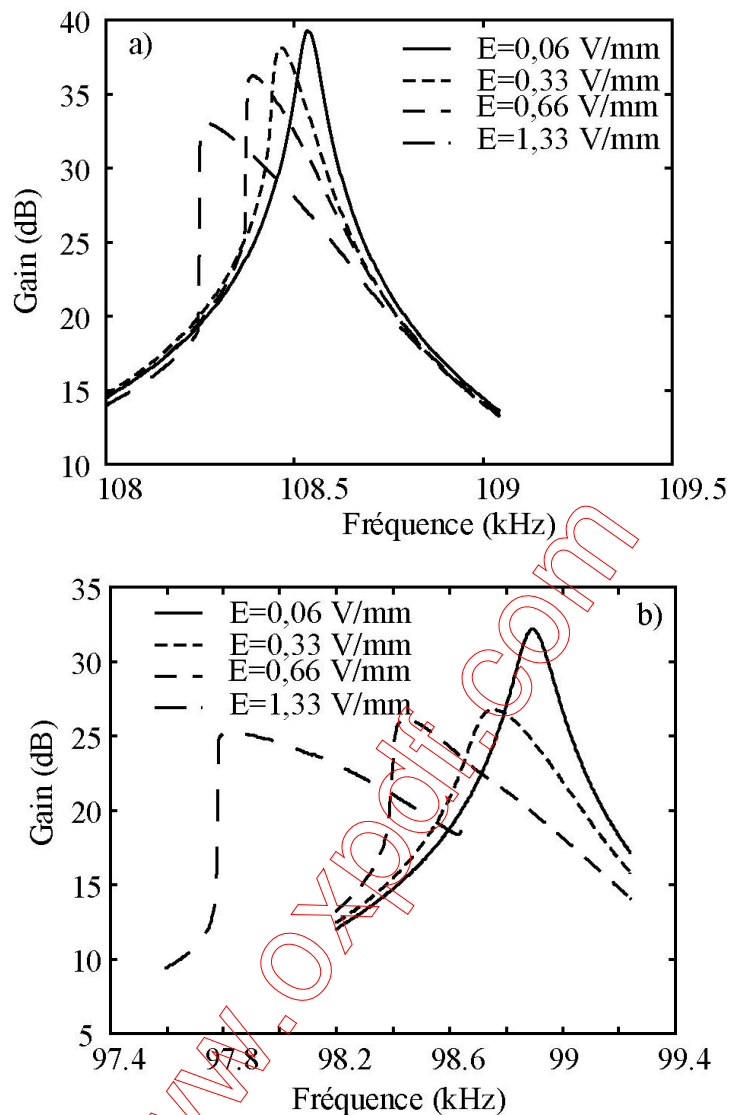 40
a)
E=0,06 V/mm
35
E=0,33 V/mm
E=0,66 V/mm
E=1,33 V/mm
30
Gain (dB)
25
20
15
10
108
108.5
109
109.5
Fréquence (kHz)
35
b)
E=0,06 V/mm
E=0,33 V/mm
30
E=0,66 V/mm
E=1,33 V/mm
25
Gain (dB)
20
15
10
5
97.4
97.8
98.2
98.6
99
99.4
Fréquence (kHz)
www.oxpdf.com